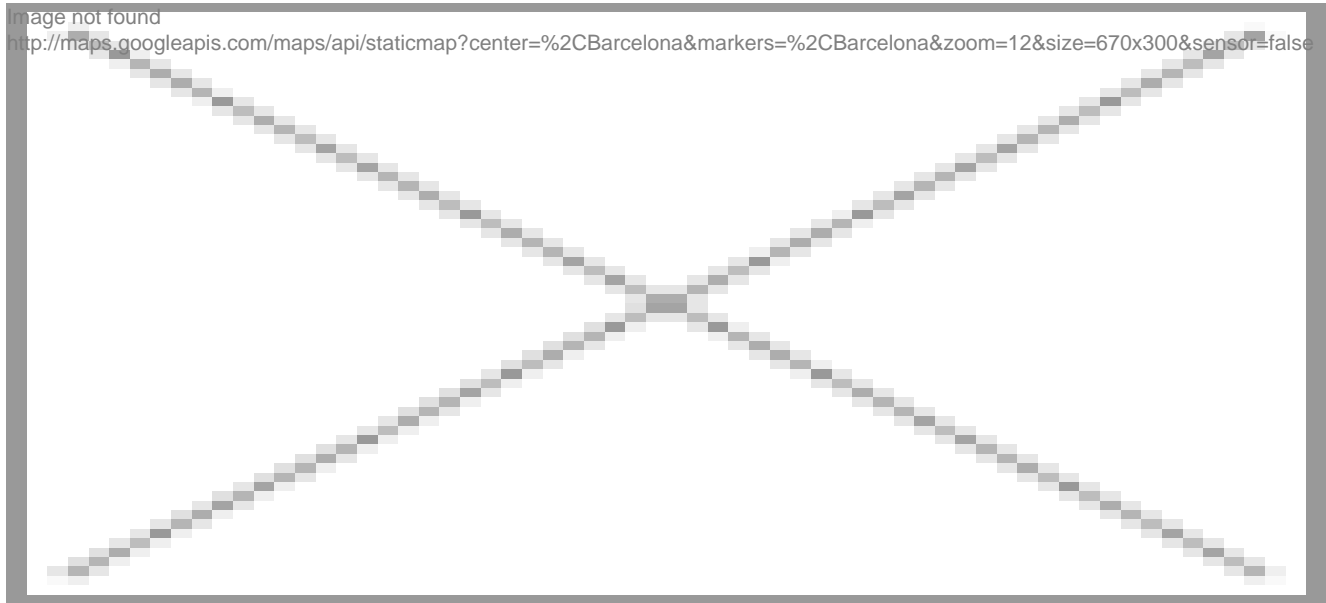 Image not found
http://maps.googleapis.com/maps/api/staticmap?center=%2CBarcelona&markers=%2CBarcelona&zoom=12&size=670x300&sensor=false